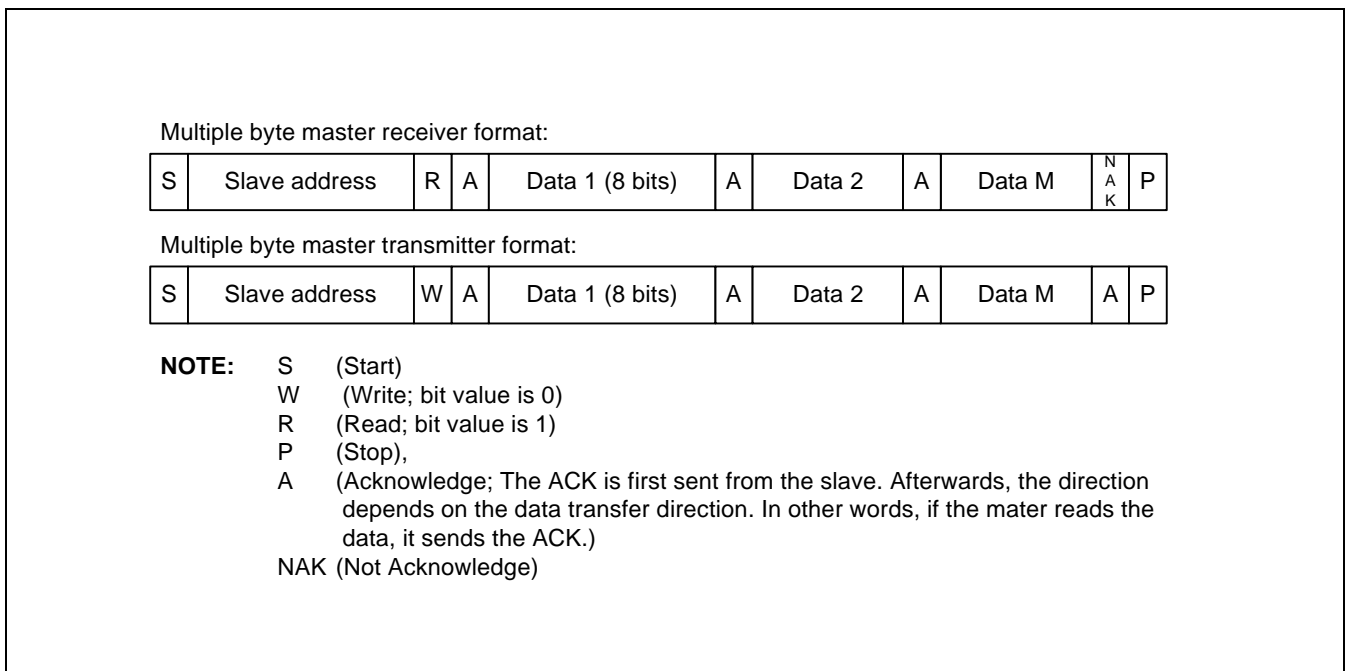 Multiple byte master receiver format:
S Slave address R A Data 1 (8 bits) A Data 2 A Data M NAK P
Multiple byte master transmitter format:
S Slave address W A Data 1 (8 bits) A Data 2 A Data M A P
NOTE: S (Start)
W (Write; bit value is 0)
R (Read; bit value is 1)
P (Stop),
A (Acknowledge; The ACK is first sent from the slave. Afterwards, the direction
depends on the data transfer direction. In other words, if the mater reads the
data, it sends the ACK.)
NAK (Not Acknowledge)